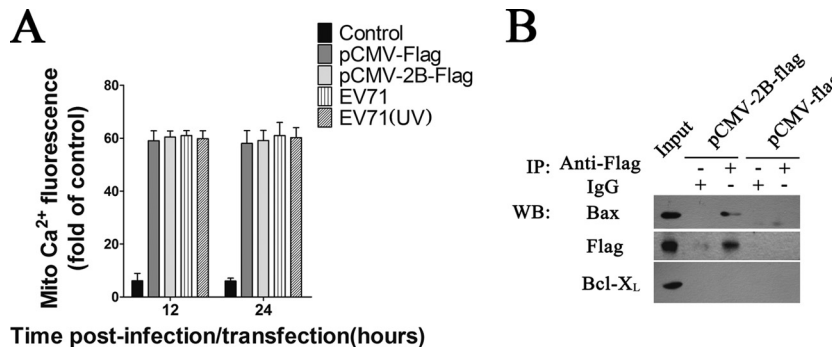 A
Mito Ca2+ fluorescence
(fold of control)
80
60
40
20
0
12
24
Time post-infection/transfection(hours)
Control
pCMV-Flag
pCMV-2B-Flag
EV71
EV71(UV)
B
Input
pCMV-2B-flag
pCMV-flag
IP: Anti-Flag - + - +
IgG + - + -
WB: Bax
Flag
Bcl-XL